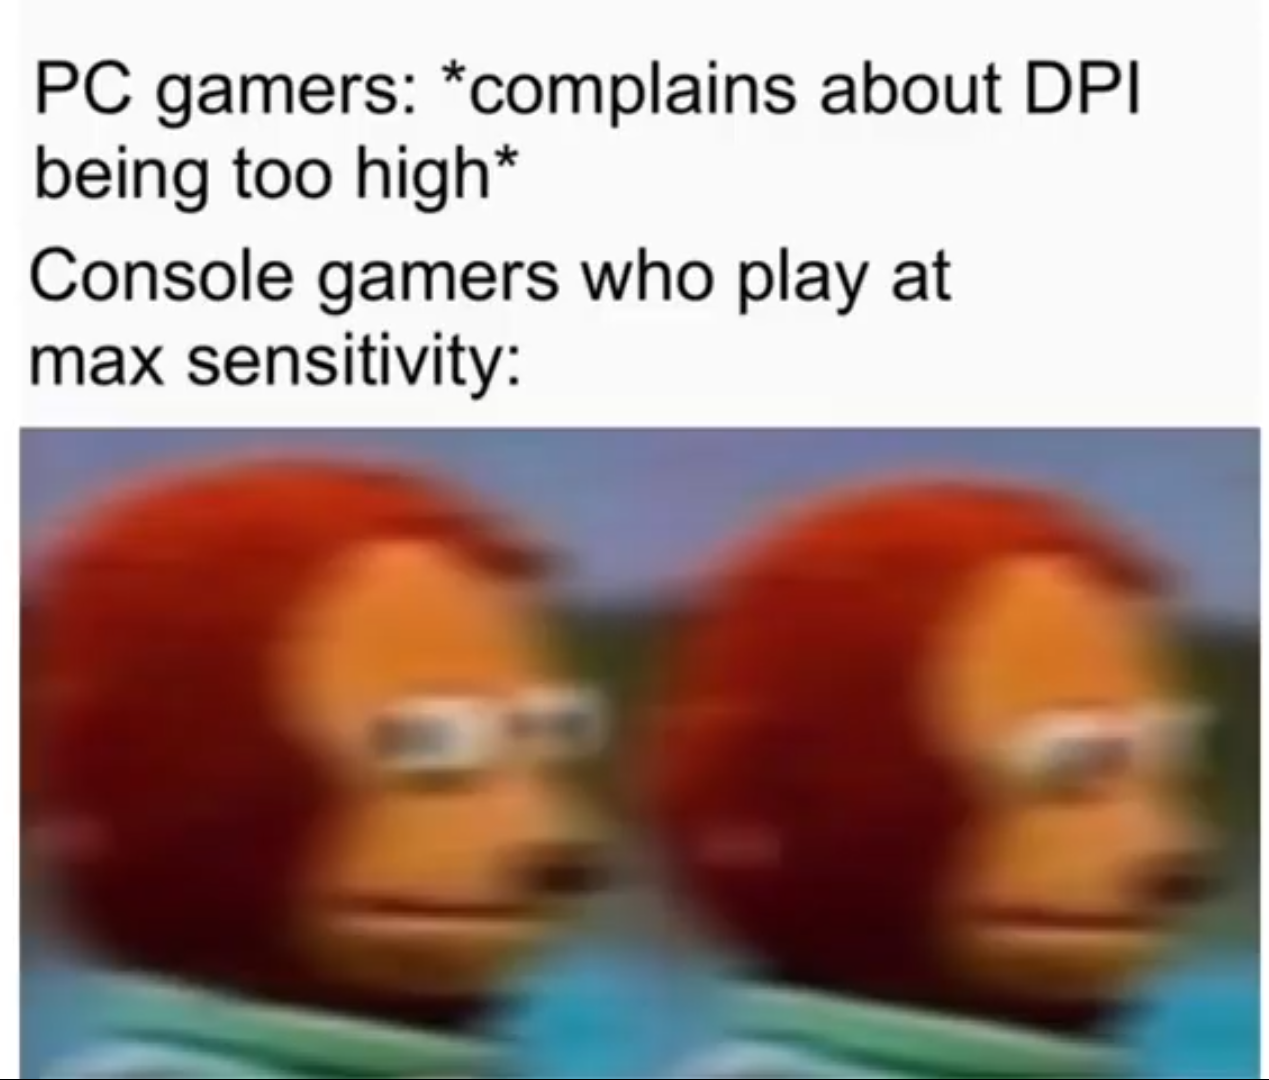 PC gamers: *complains about DPI
being too high*
Console gamers who play at
max sensitivity: